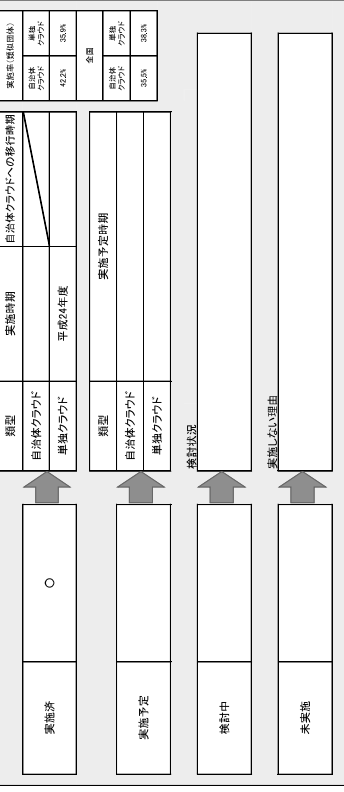 実施済
○
類型
実施時期
自治体クラウドへの移行時期
自治体クラウド
単独クラウド
平成24年度
実施率(類似団体)
自治体クラウド
単独クラウド
42.2%
35.9%
全国
自治体クラウド
単独クラウド
35.5%
38.3%
実施予定
類型
実施予定時期
自治体クラウド
単独クラウド
検討中
検討状況
未実施
実施しない理由